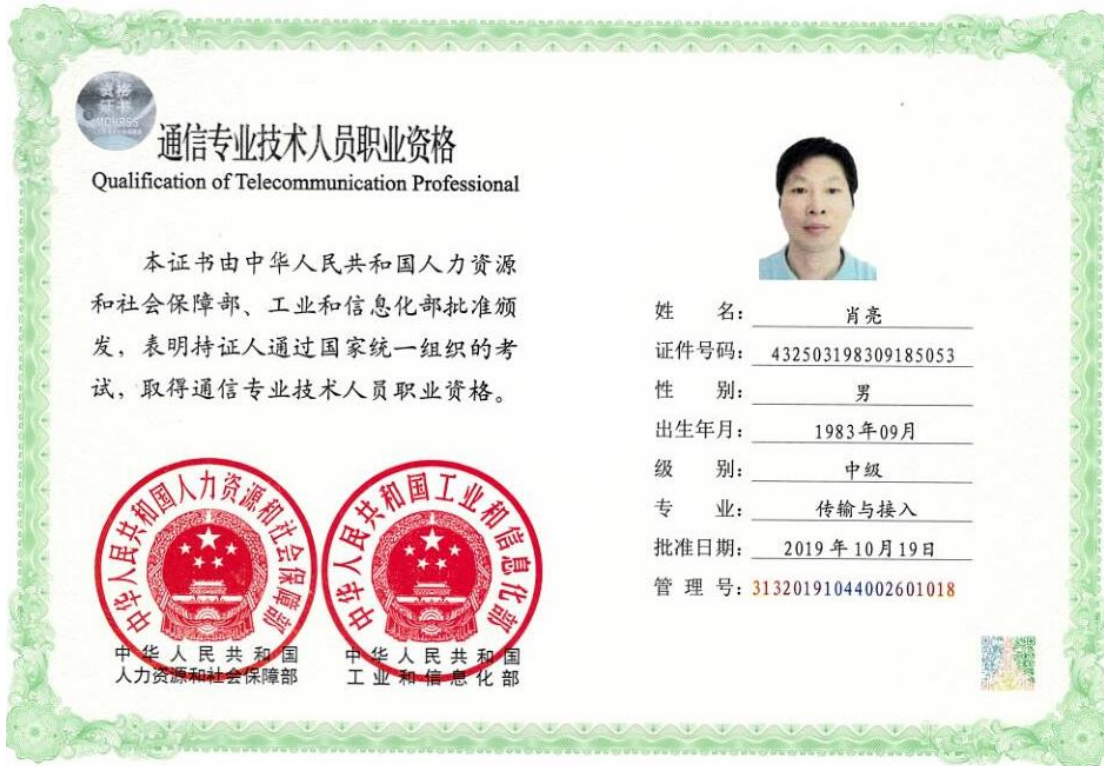 资格
证书
MOHRSS
通信专业技术人员职业资格
Qualification of Telecommunication Professional
本证书由中华人民共和国人力资源
和社会保障部、工业和信息化部批准颁
发，表明持证人通过国家统一组织的考
试，取得通信专业技术人员职业资格。
中华人民共和国人力资源和社会保障部
中华人民共和国
人力资源和社会保障部
中华人民共和国工业和信息化部
中华人民共和国
工业和信息化部
姓 名： 肖亮
证件号码： 432503198309185053
性 别： 男
出生年月： 1983年09月
级 别： 中级
专 业： 传输与接入
批准日期： 2019年10月19日
管 理 号： 31320191044002601018